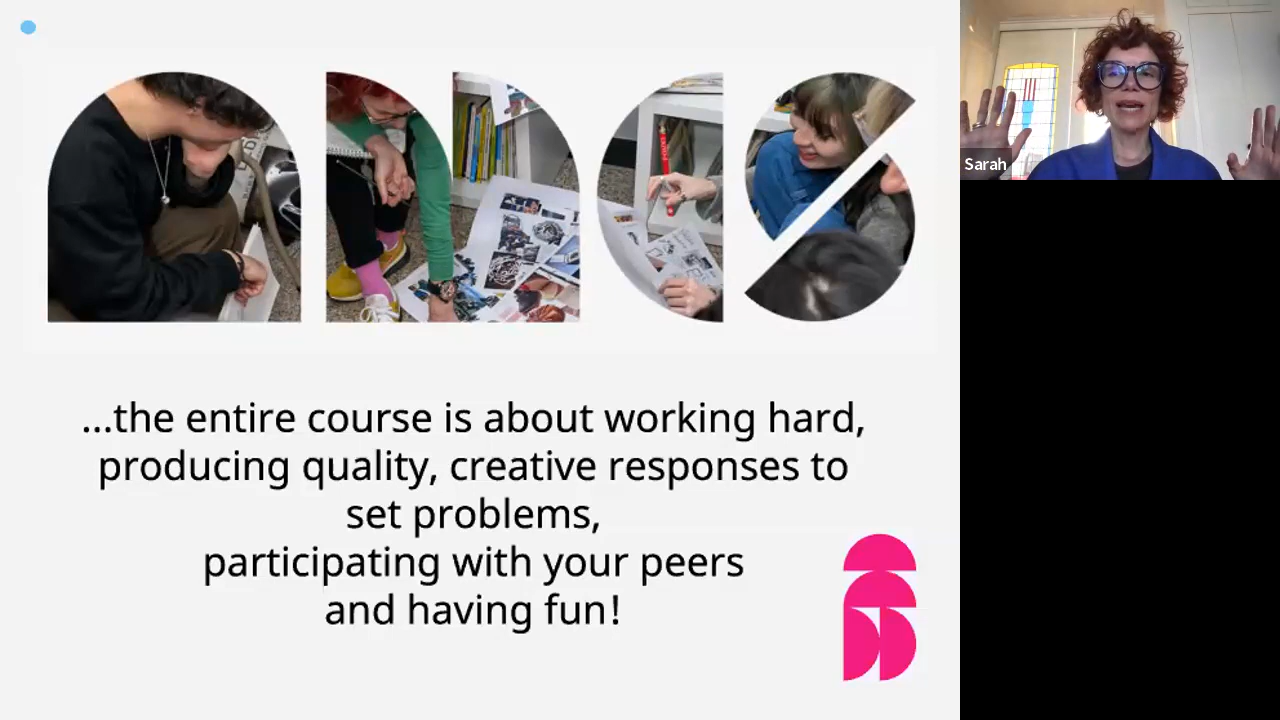 ...the entire course is about working hard,
producing quality, creative responses to
set problems,
participating with your peers
and having fun!
Sarah